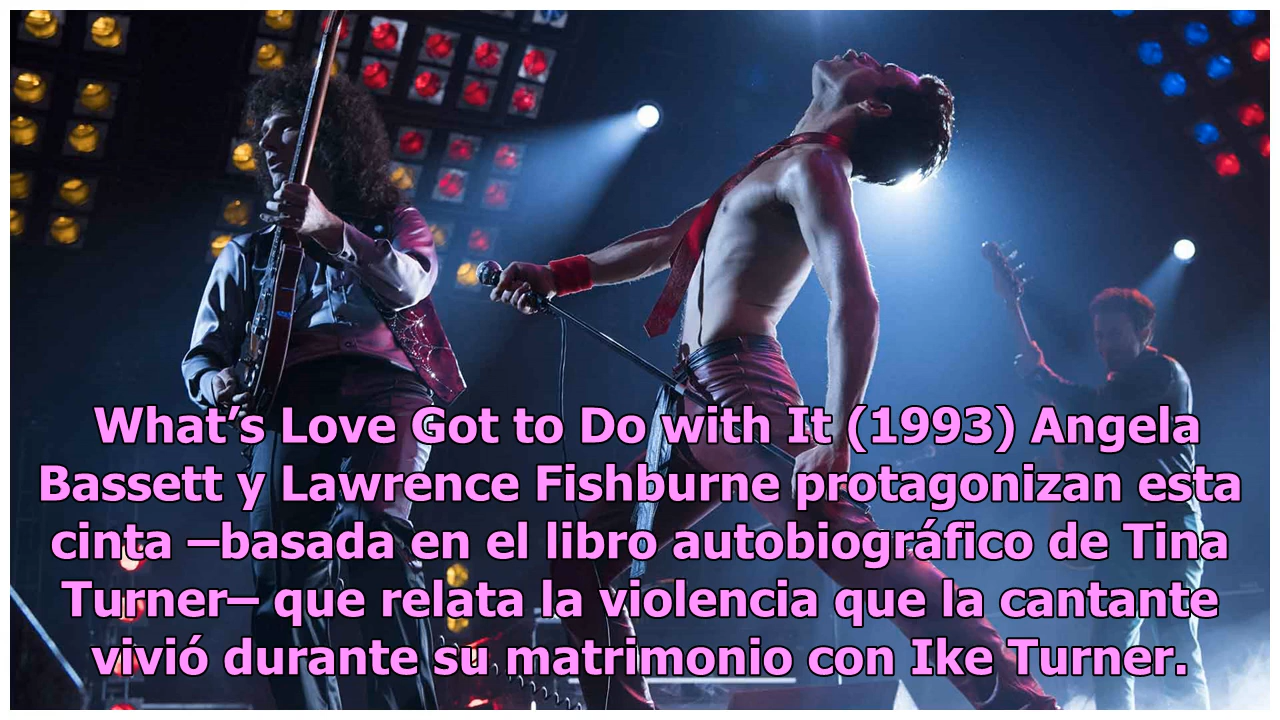 What’s Love Got to Do with It (1993) Angela
Bassett y Lawrence Fishburne protagonizan esta
cinta —basada en el libro autobiográfico de Tina
Turner— que relata la violencia que la cantante
vivió durante su matrimonio con Ike Turner.